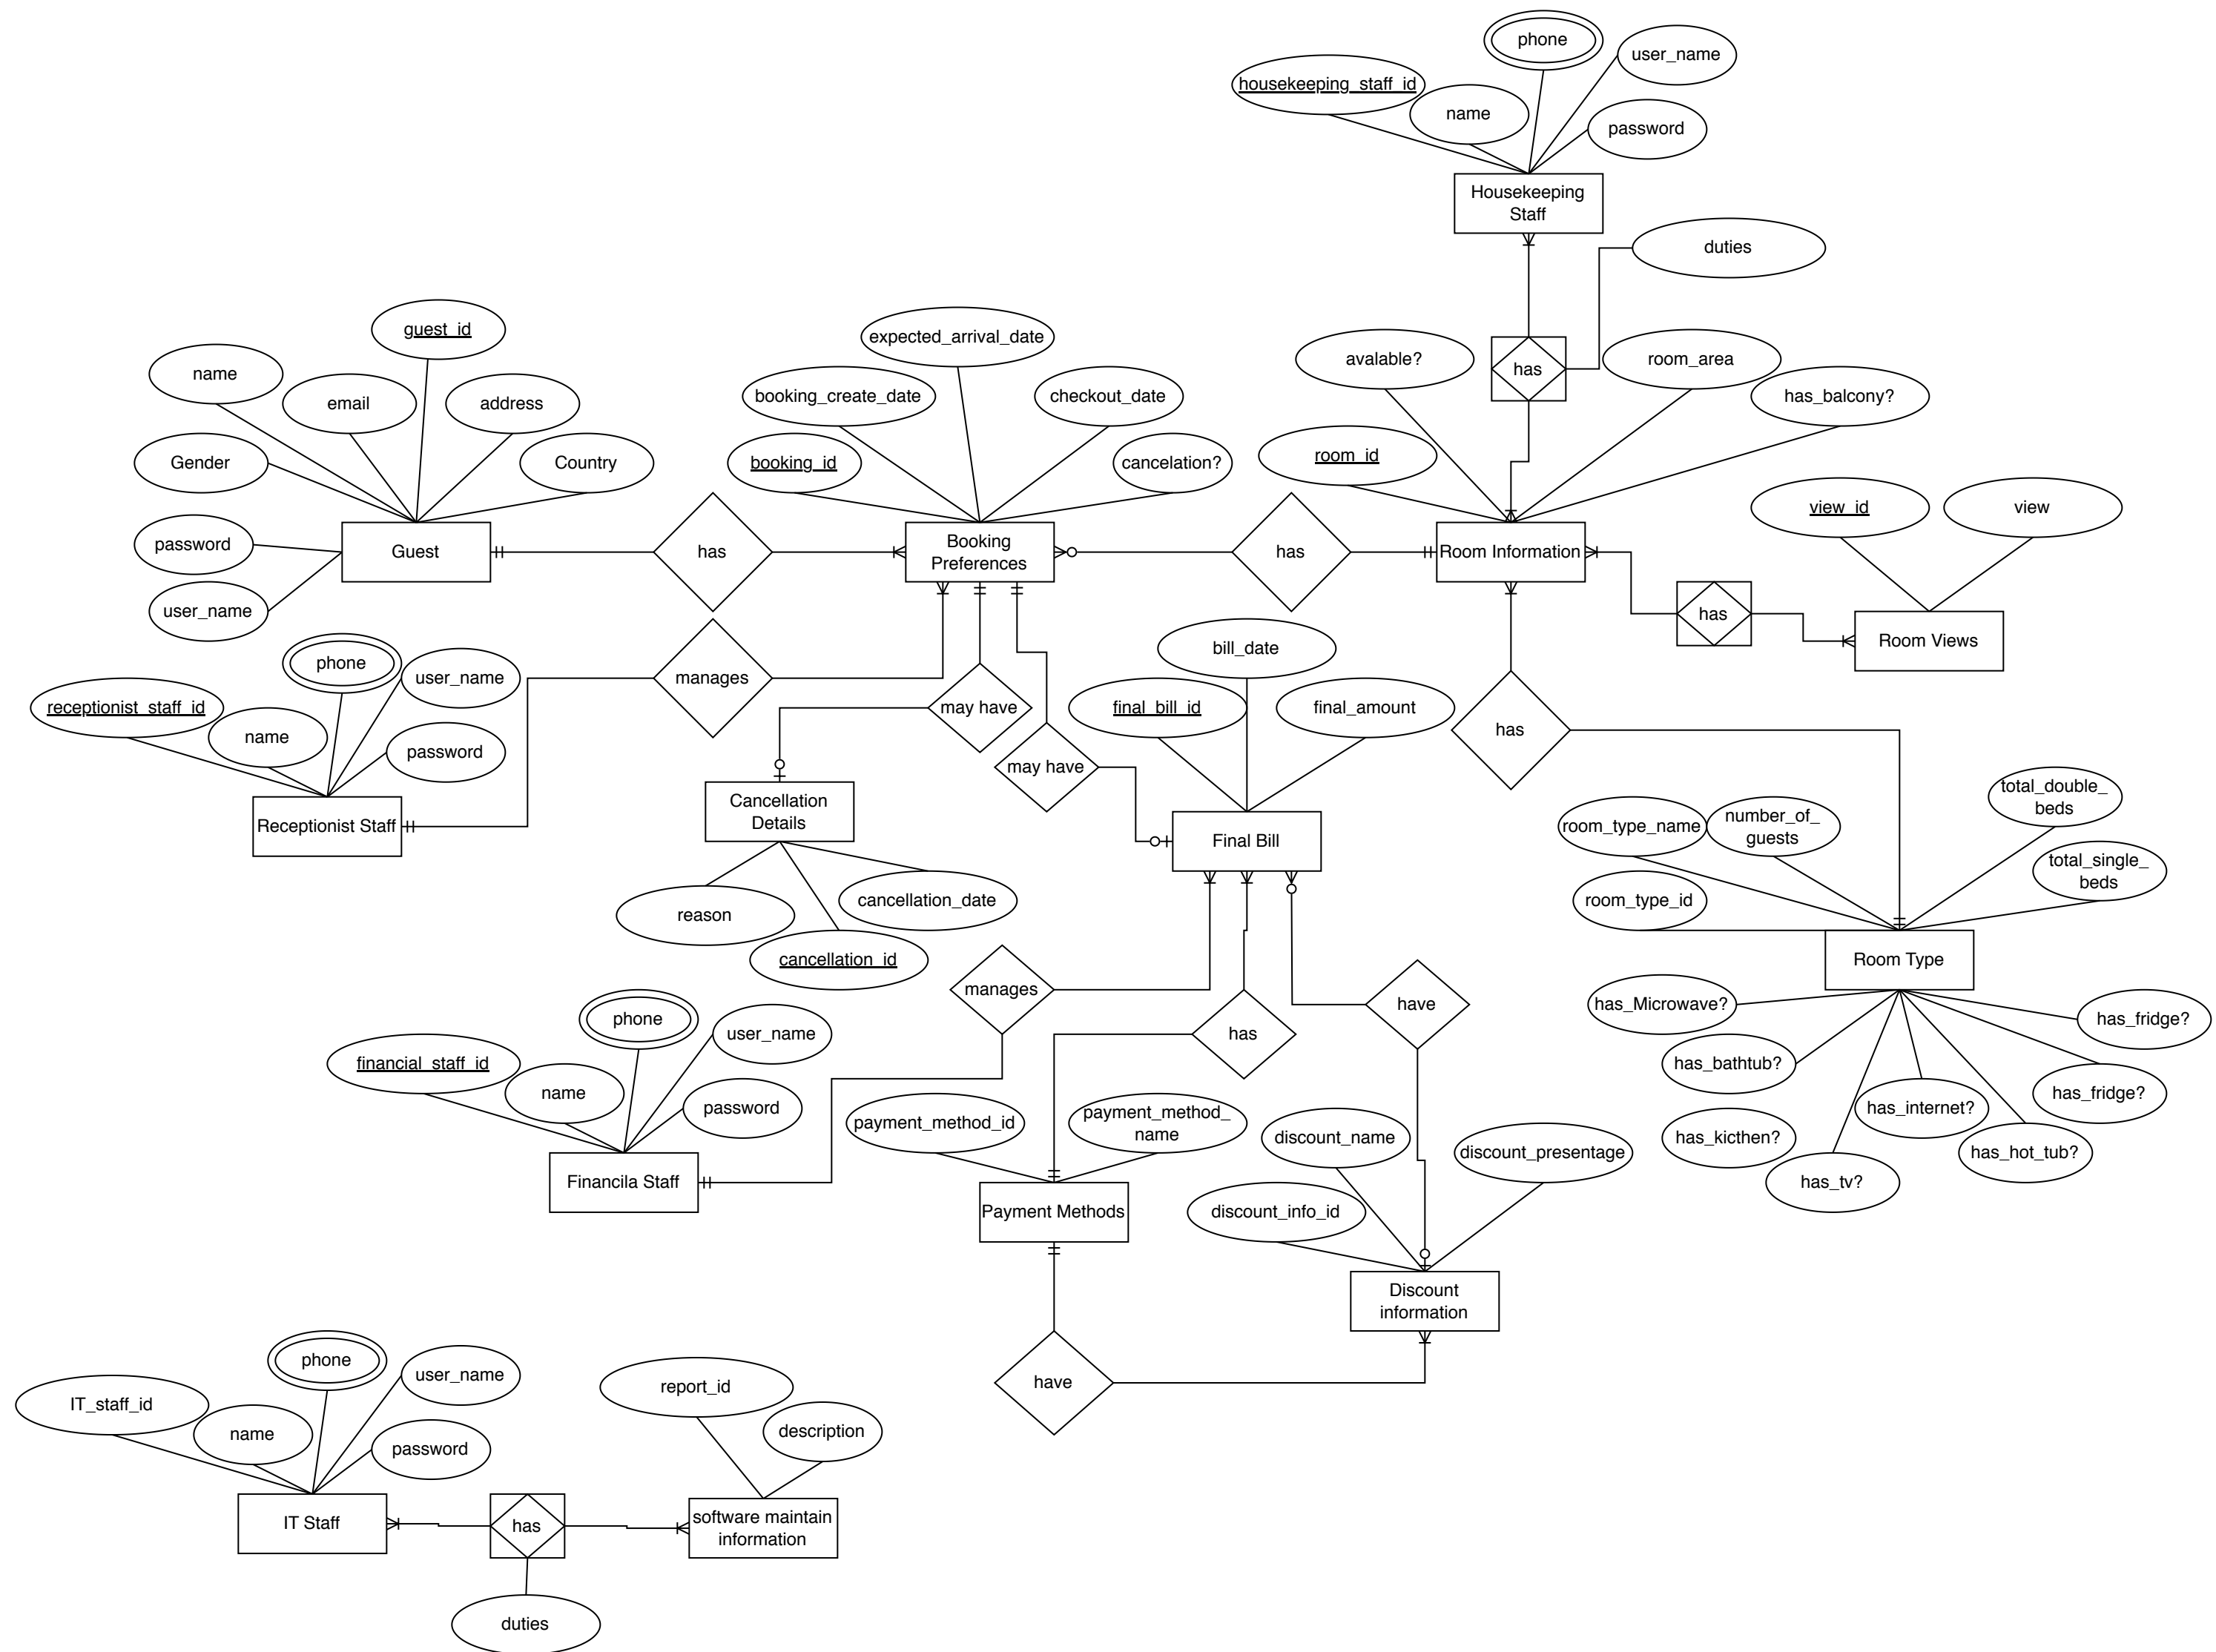 phone
user_name
housekeeping_staff_id
name
password
Housekeeping
Staff
duties
guest_id
expected_arrival_date
name
email
address
booking_create_date
checkout_date
avalable?
has
room_area
has_balcony?
Gender
Country
booking_id
cancelation?
room_id
view_id
view
password
Guest
has
Booking
Preferences
has
Room Information
user_name
has
Room Views
phone
user_name
manages
bill_date
receptionist_staff_id
name
password
may have
final_bill_id
final_amount
has
may have
Receptionist Staff
Cancellation
Details
Final Bill
room_type_name
number_of_
guests
total_double_
beds
total_single_
beds
reason
cancellation_date
room_type_id
cancellation_id
Room Type
manages
has
have
has_Microwave?
has_fridge?
phone
user_name
financial_staff_id
name
password
has_bathtub?
has_fridge?
has_internet?
payment_method_id
payment_method_
name
discount_name
discount_presentage
has_kicthen?
has_hot_tub?
has_tv?
Financila Staff
Payment Methods
discount_info_id
Discount
information
phone
user_name
report_id
have
IT_staff_id
name
password
description
IT Staff
has
software maintain
information
duties